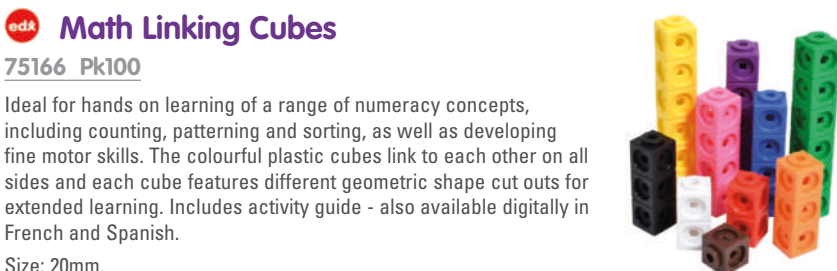 edx Math Linking Cubes
75166 Pk100
Ideal for hands on learning of a range of numeracy concepts,
including counting, patterning and sorting, as well as developing
fine motor skills. The colourful plastic cubes link to each other on all
sides and each cube features different geometric shape cut outs for
extended learning. Includes activity guide - also available digitally in
French and Spanish.
Size: 20mm.